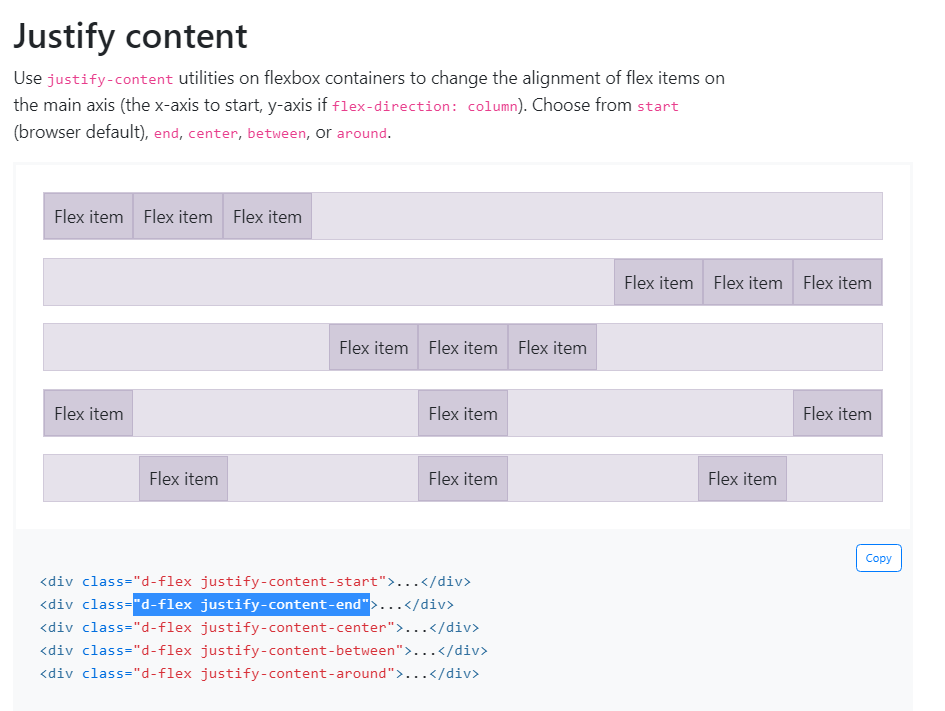 Justify content
Use justify-content utilities on flexbox containers to change the alignment of flex items on
the main axis (the x-axis to start, y-axis if flex-direction: column). Choose from start
(browser default), end, center, between, or around.
Flex item Flex item Flex item
Flex item Flex item Flex item
Flex item Flex item Flex item
Flex item Flex item Flex item
Flex item Flex item Flex item
Copy
<div class="d-flex justify-content-start">...</div>
<div class="d-flex justify-content-end">...</div>
<div class="d-flex justify-content-center">...</div>
<div class="d-flex justify-content-between">...</div>
<div class="d-flex justify-content-around">...</div>